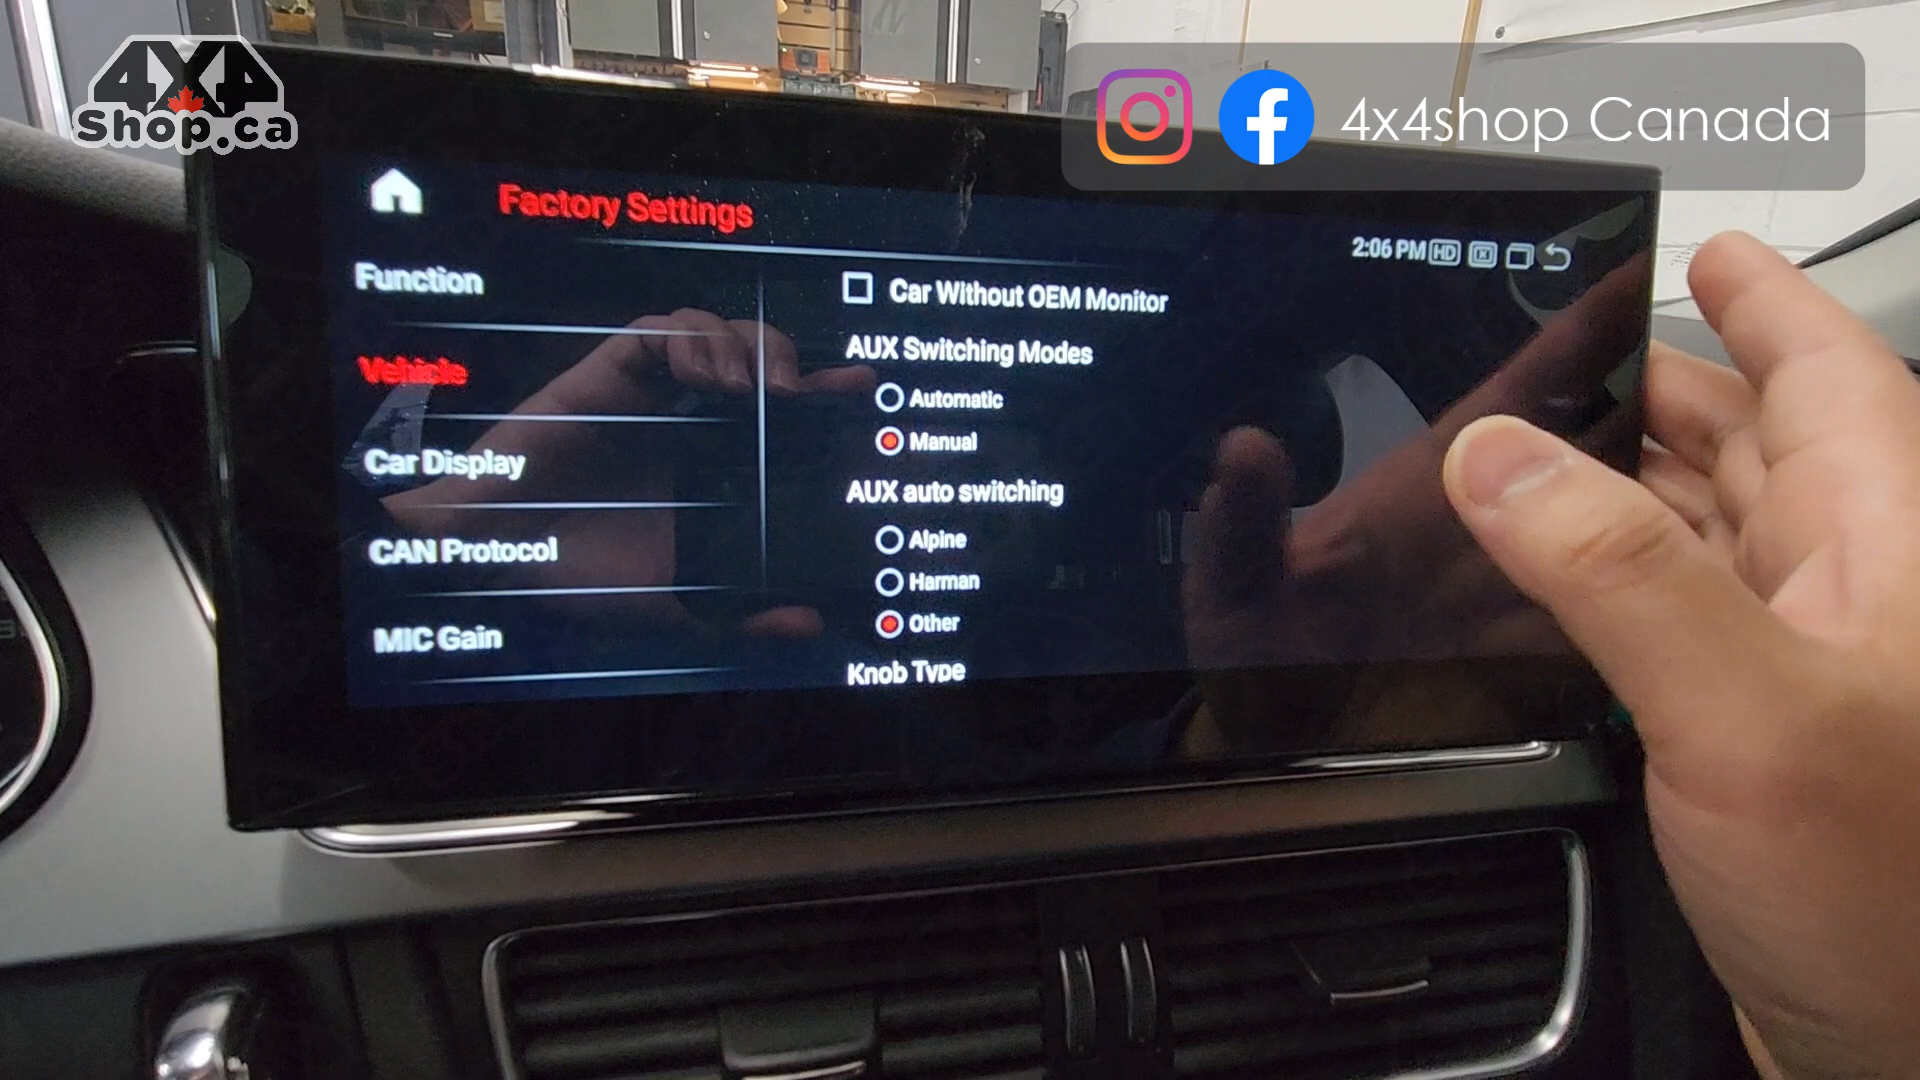 4X4
Shop.ca
4x4shop Canada
Factory Settings
2:06 PM HD
Function
Vehicle
Car Display
CAN Protocol
MIC Gain
Car Without OEM Monitor
AUX Switching Modes
Automatic
Manual
AUX auto switching
Alpine
Harman
Other
Knob Type